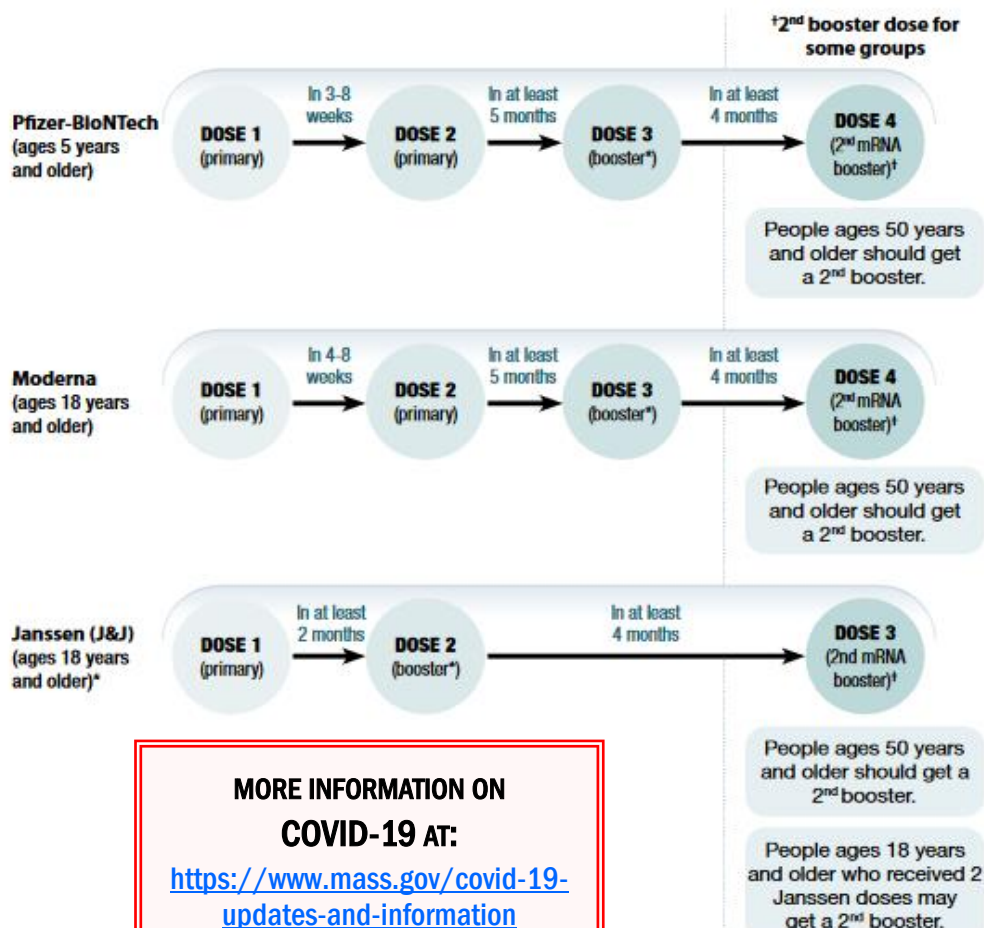 †2nd booster dose for
some groups
Pfizer-BioNTech
(ages 5 years
and older)
DOSE 1
(primary)
In 3-8
weeks
DOSE 2
(primary)
In at least
5 months
DOSE 3
(booster*)
In at least
4 months
DOSE 4
(2nd mRNA
booster)†
People ages 50 years
and older should get
a 2nd booster.
Moderna
(ages 18 years
and older)
DOSE 1
(primary)
In 4-8
weeks
DOSE 2
(primary)
In at least
5 months
DOSE 3
(booster*)
In at least
4 months
DOSE 4
(2nd mRNA
booster)†
People ages 50 years
and older should get
a 2nd booster.
Janssen (J&J)
(ages 18 years
and older)*
DOSE 1
(primary)
In at least
2 months
DOSE 2
(booster*)
In at least
4 months
DOSE 3
(2nd mRNA
booster)†
People ages 50 years
and older should get a
2nd booster.
People ages 18 years
and older who received 2
Janssen doses may
get a 2nd booster.
MORE INFORMATION ON
COVID-19 AT:
https://www.mass.gov/covid-19-
updates-and-information